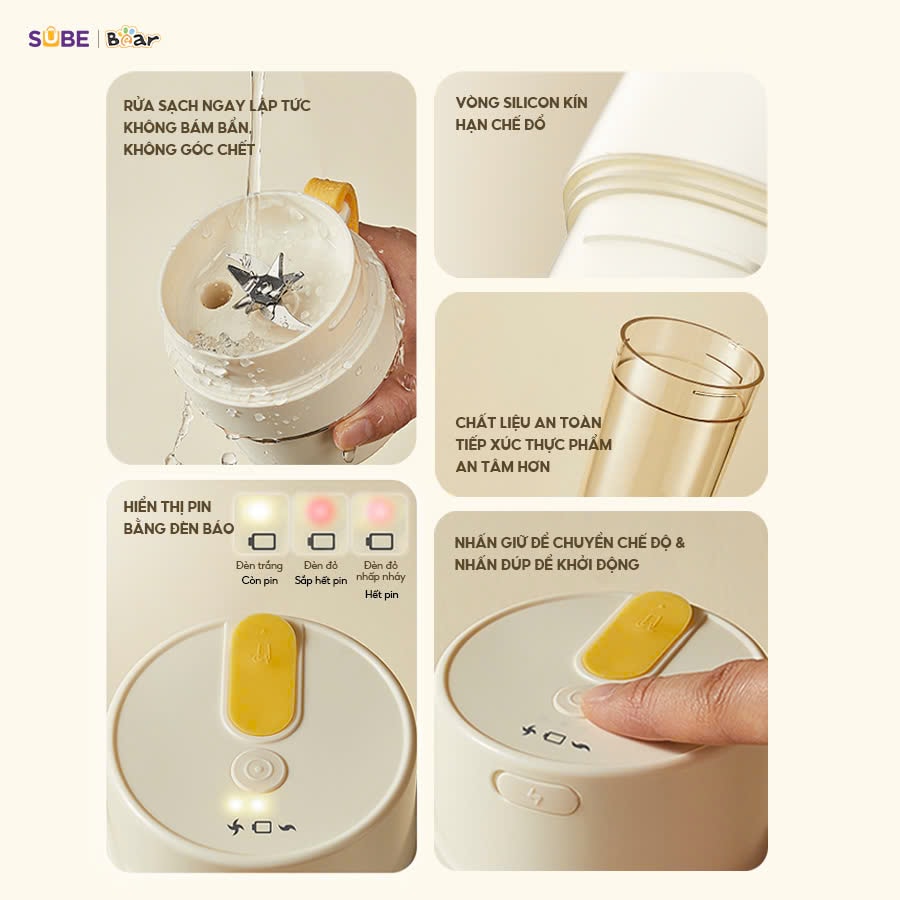 SUBE | Bear
RỬA SẠCH NGAY LẬP TỨC
KHÔNG BÁM BẨN,
KHÔNG GÓC CHẾT
VÒNG SILICON KÍN
HẠN CHẾ ĐỔ
CHẤT LIỆU AN TOÀN
TIẾP XÚC THỰC PHẨM
AN TÂM HƠN
HIỂN THỊ PIN
BẰNG ĐÈN BÁO
Đèn trắng
Còn pin
Đèn đỏ
Sắp hết pin
Đèn đỏ
nhấp nháy
Hết pin
NHẤN GIỮ ĐỂ CHUYỂN CHẾ ĐỘ &
NHẤN ĐÚP ĐỂ KHỞI ĐỘNG